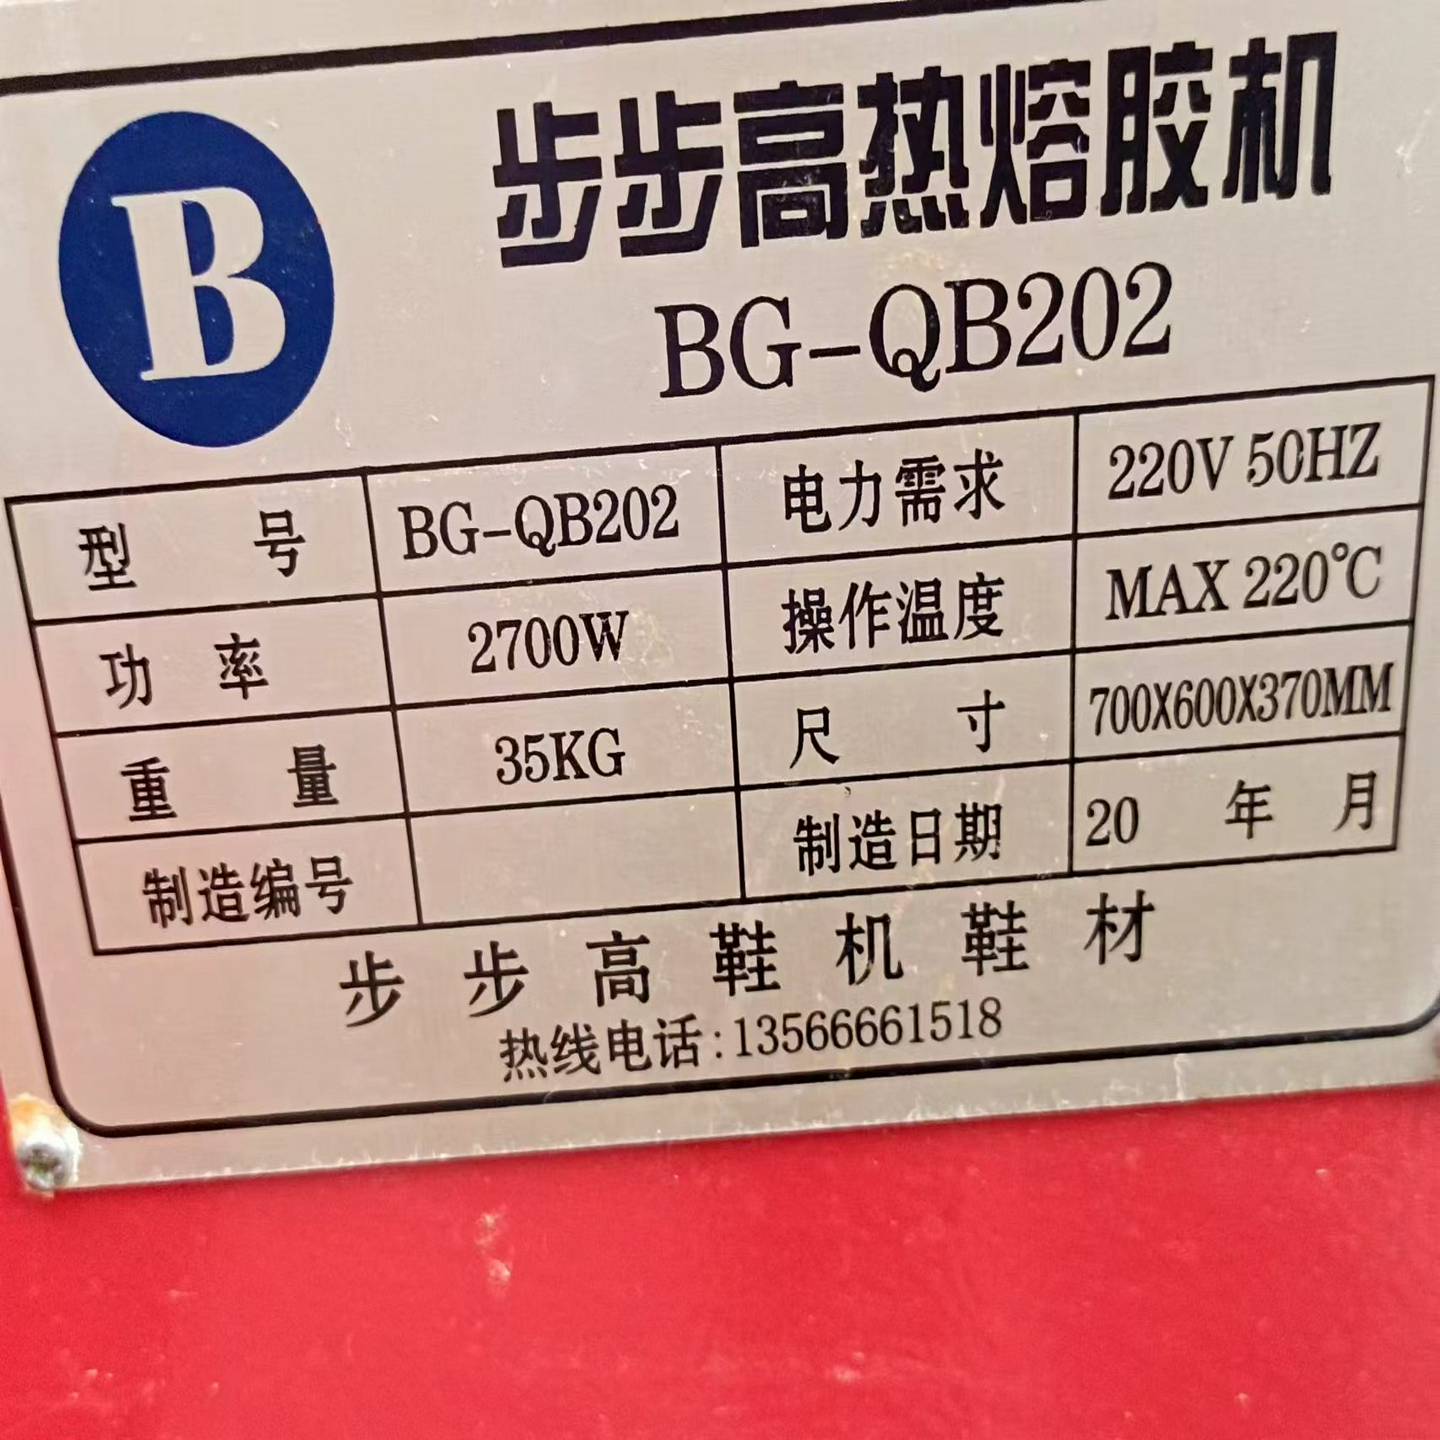 B
步步高热熔胶机
BG-QB202
型 号 BG-QB202 电力需求 220V 50HZ
功 率 2700W 操作温度 MAX 220℃
重 量 35KG 尺 寸 700X600X370MM
制造编号 制造日期 20 年 月
步步高鞋机鞋材
热线电话:13566661518